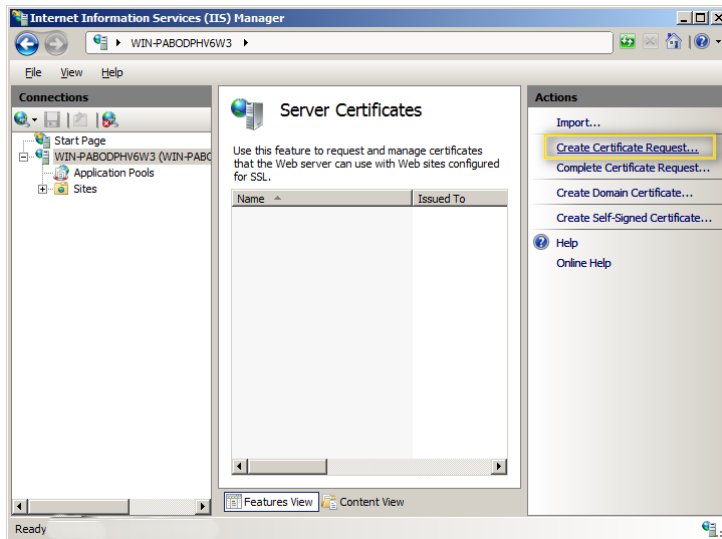 Internet Information Services (IIS) Manager
WIN-PABODPHV6W3
File View Help
Connections
Start Page
WIN-PABODPHV6W3 (WIN-PABO
Application Pools
Sites
Server Certificates
Use this feature to request and manage certificates
that the Web server can use with Web sites configured
for SSL.
Name Issued To
Features View Content View
Actions
Import...
Create Certificate Request...
Complete Certificate Request...
Create Domain Certificate...
Create Self-Signed Certificate...
Help
Online Help
Ready